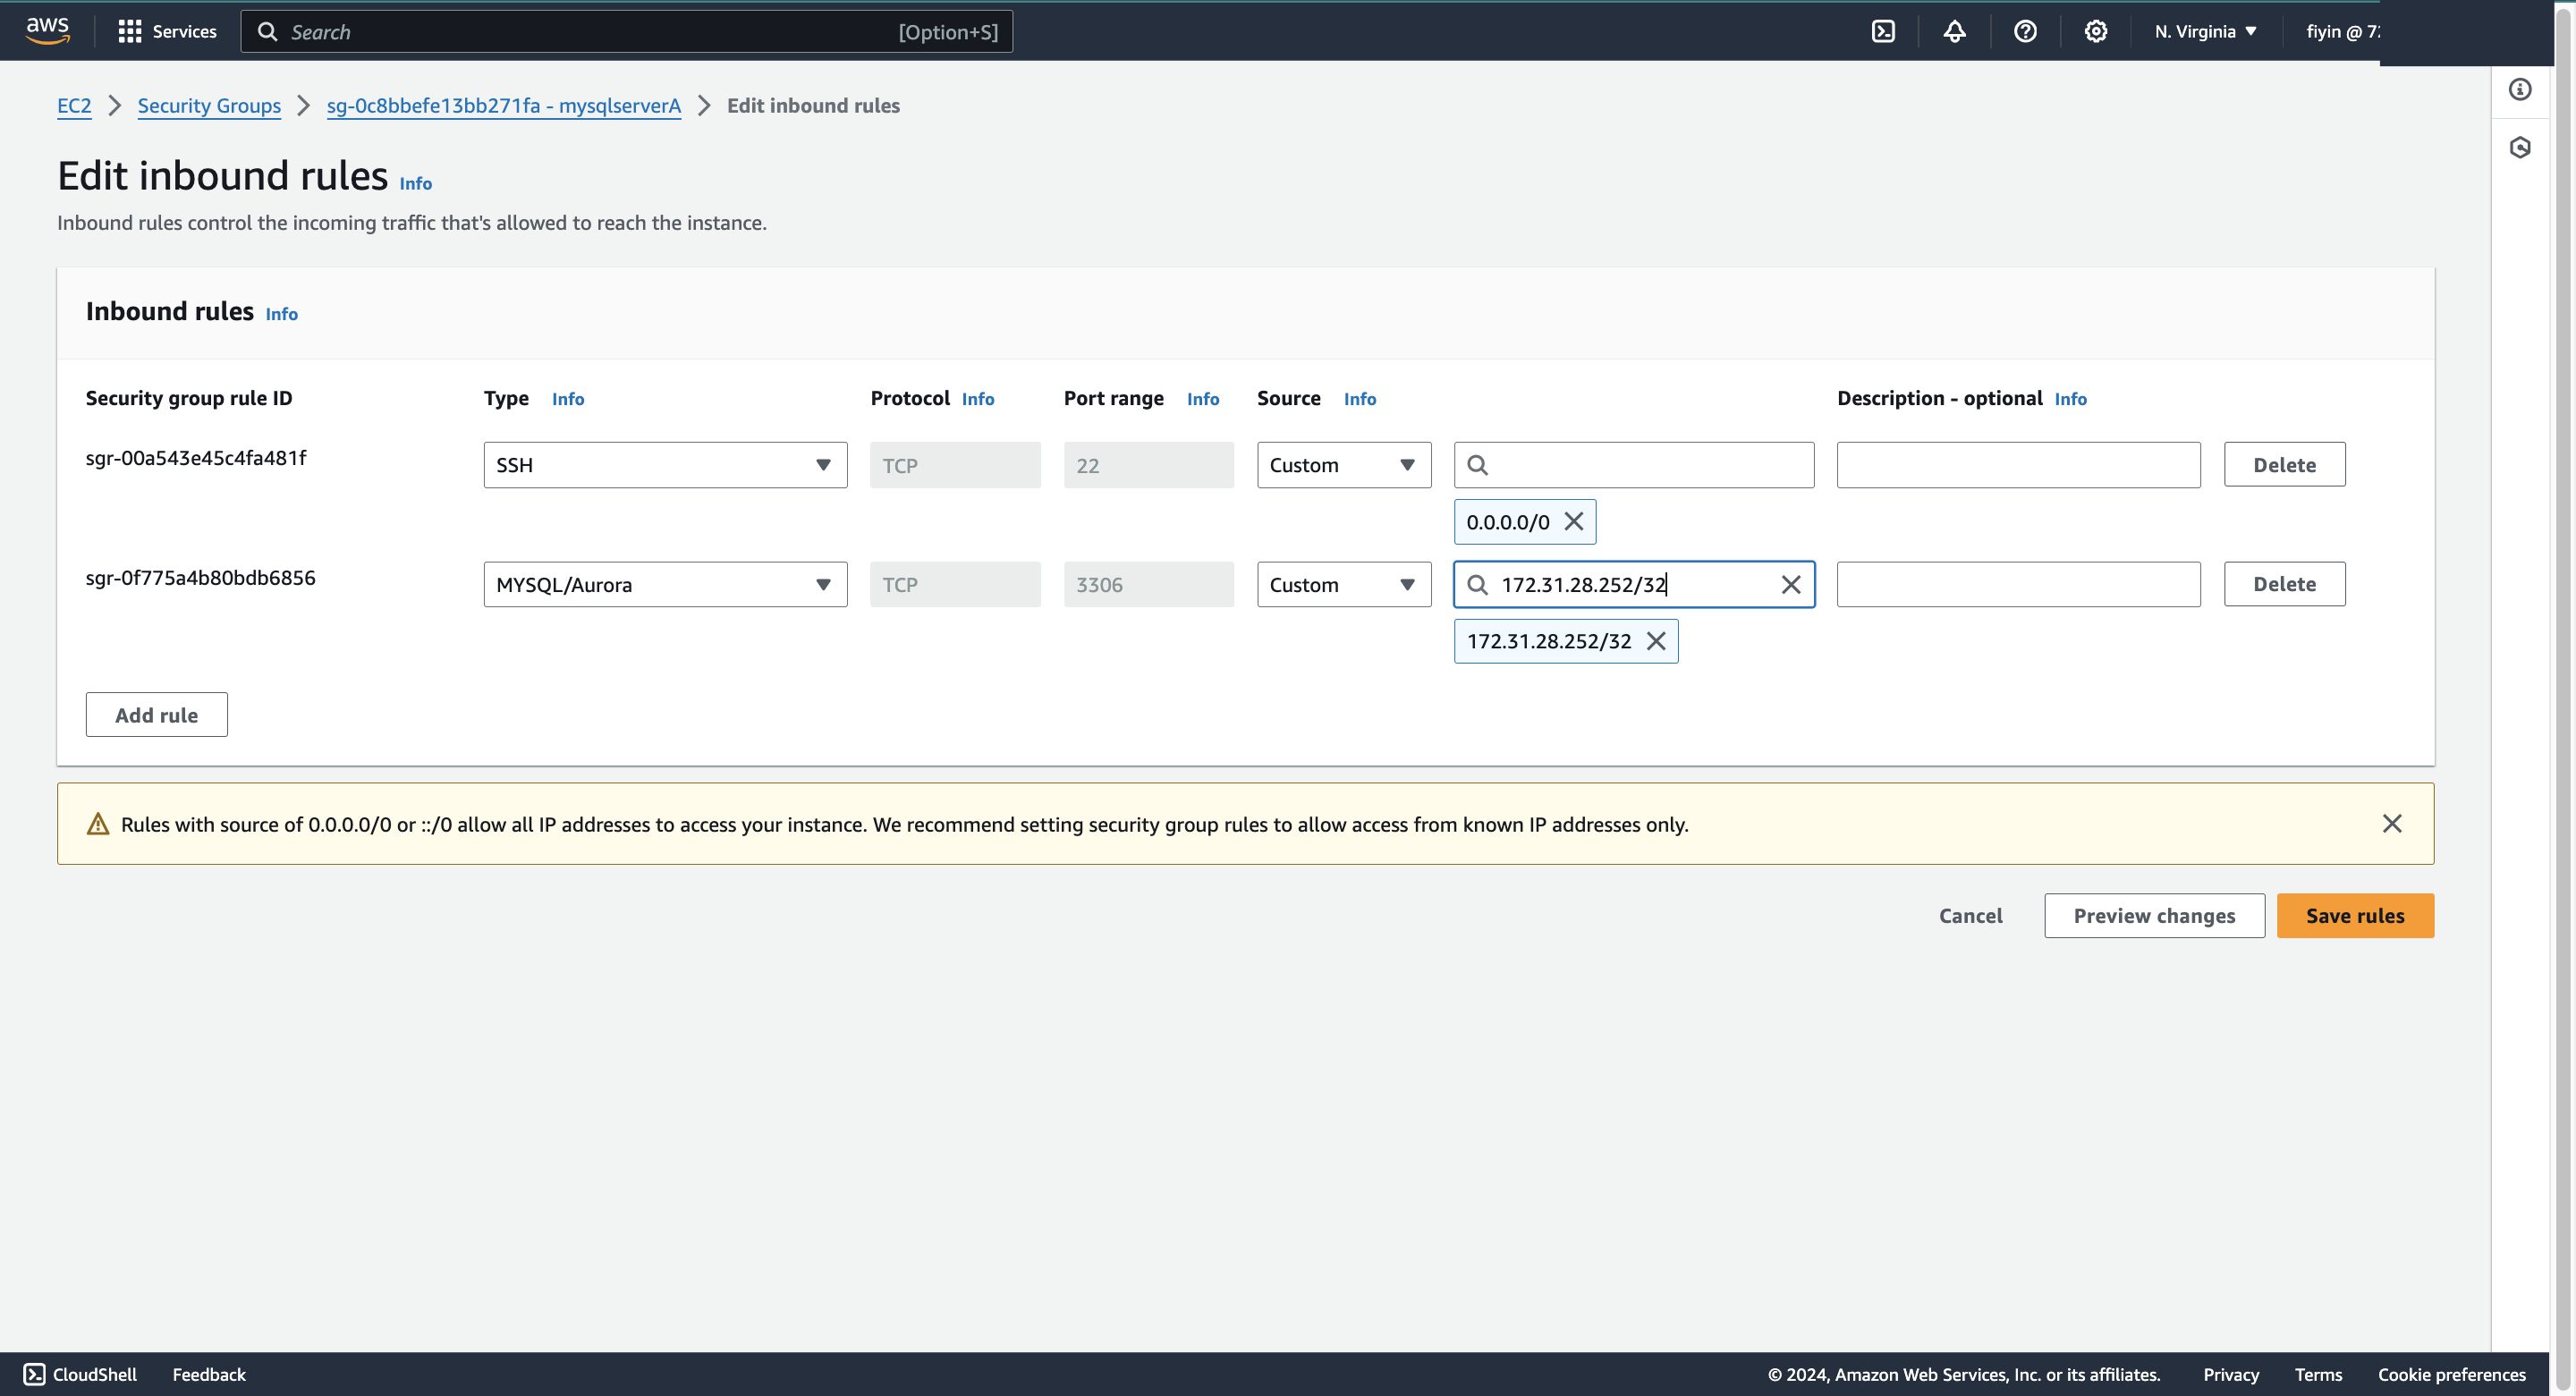 aws Services Search [Option+S] N. Virginia fiyin @ 72
EC2 Security Groups sg-0c8bbefe13bb271fa - mysqlserverA Edit inbound rules
Edit inbound rules Info
Inbound rules control the incoming traffic that's allowed to reach the instance.
Inbound rules Info
Security group rule ID Type Info Protocol Info Port range Info Source Info Description - optional Info
sgr-00a543e45c4fa481f SSH TCP 22 Custom Delete
0.0.0.0/0
sgr-0f775a4b80bdb6856 MYSQL/Aurora TCP 3306 Custom 172.31.28.252/32 Delete
172.31.28.252/32
Add rule
Rules with source of 0.0.0.0/0 or ::/0 allow all IP addresses to access your instance. We recommend setting security group rules to allow access from known IP addresses only.
Cancel Preview changes Save rules
CloudShell Feedback © 2024, Amazon Web Services, Inc. or its affiliates. Privacy Terms Cookie preferences